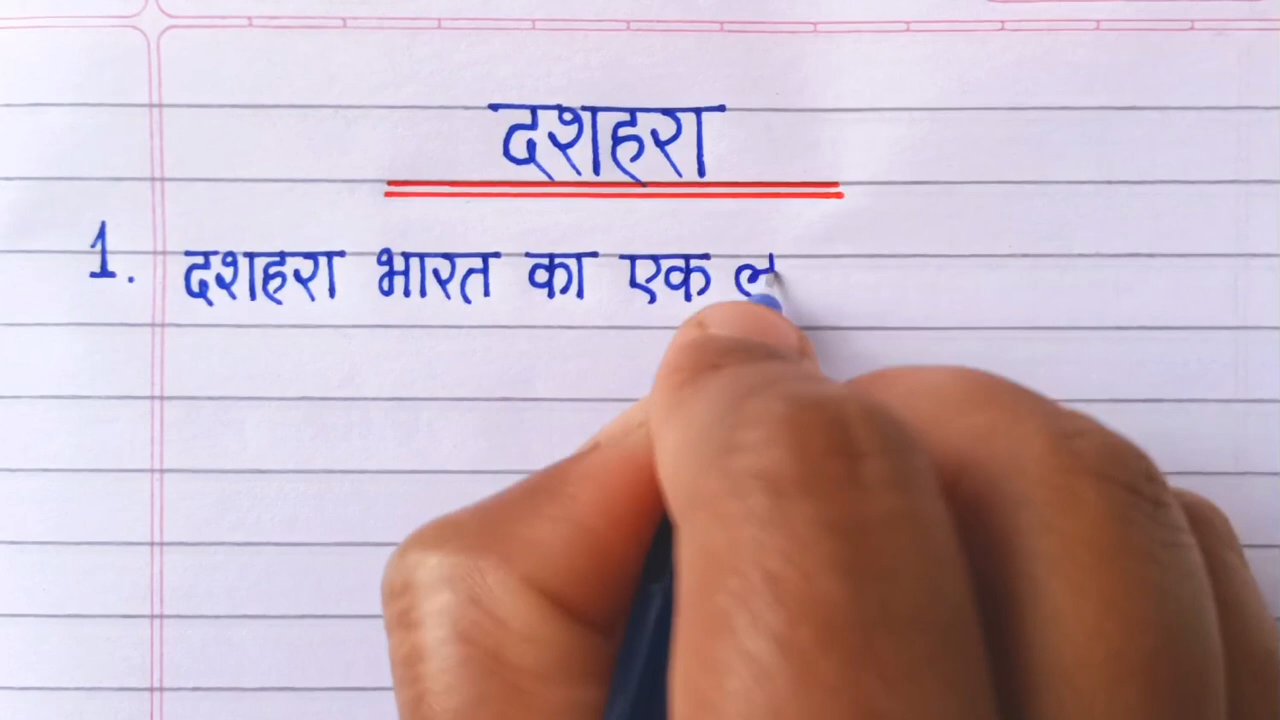 दशहरा
1. दशहरा भारत का एक